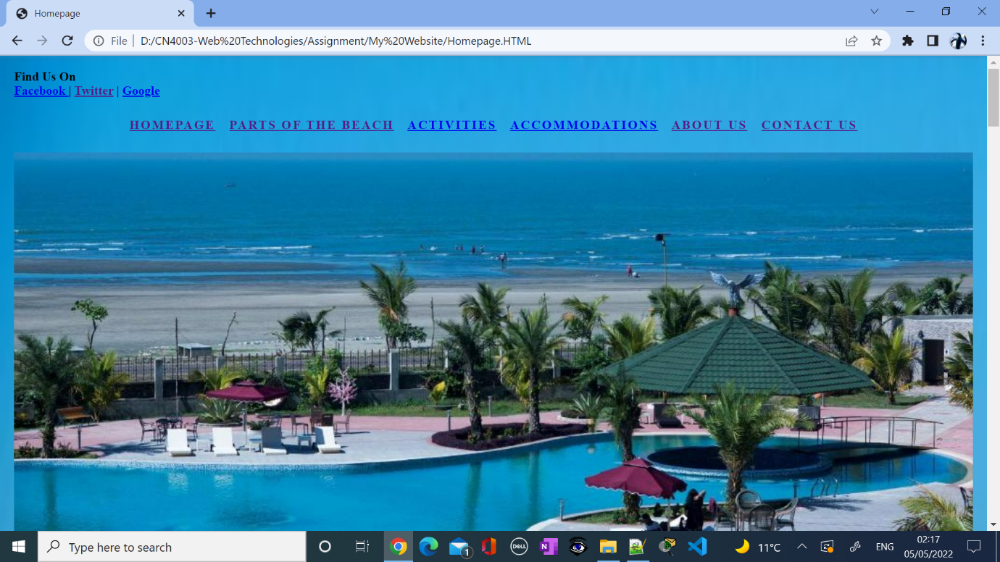 Homepage
File | D:/CN4003-Web%20Technologies/Assignment/My%20Website/Homepage.HTML
Find Us On
Facebook | Twitter | Google
HOMEPAGE PARTS OF THE BEACH ACTIVITIES ACCOMMODATIONS ABOUT US CONTACT US
Type here to search
1
DELL
N
11°C
ENG
02:17
05/05/2022